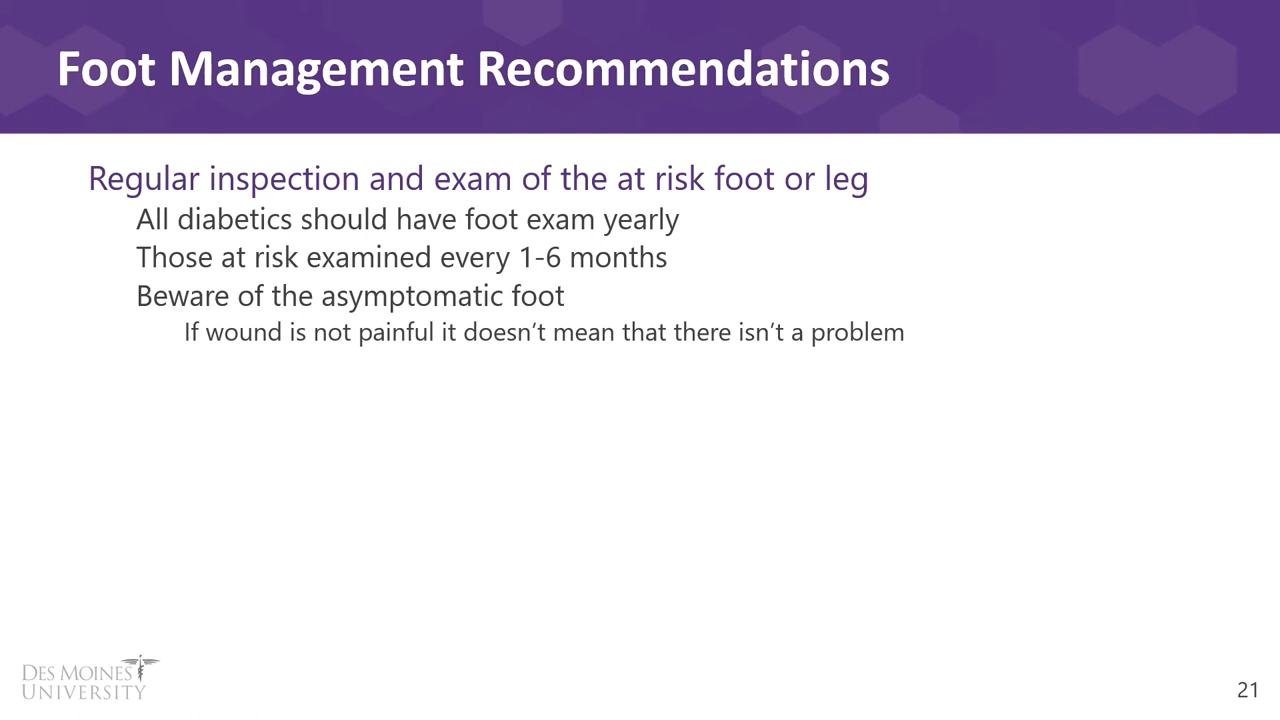 Foot Management Recommendations
Regular inspection and exam of the at risk foot or leg
All diabetics should have foot exam yearly
Those at risk examined every 1-6 months
Beware of the asymptomatic foot
If wound is not painful it doesn’t mean that there isn’t a problem
DES MOINES
UNIVERSITY
21